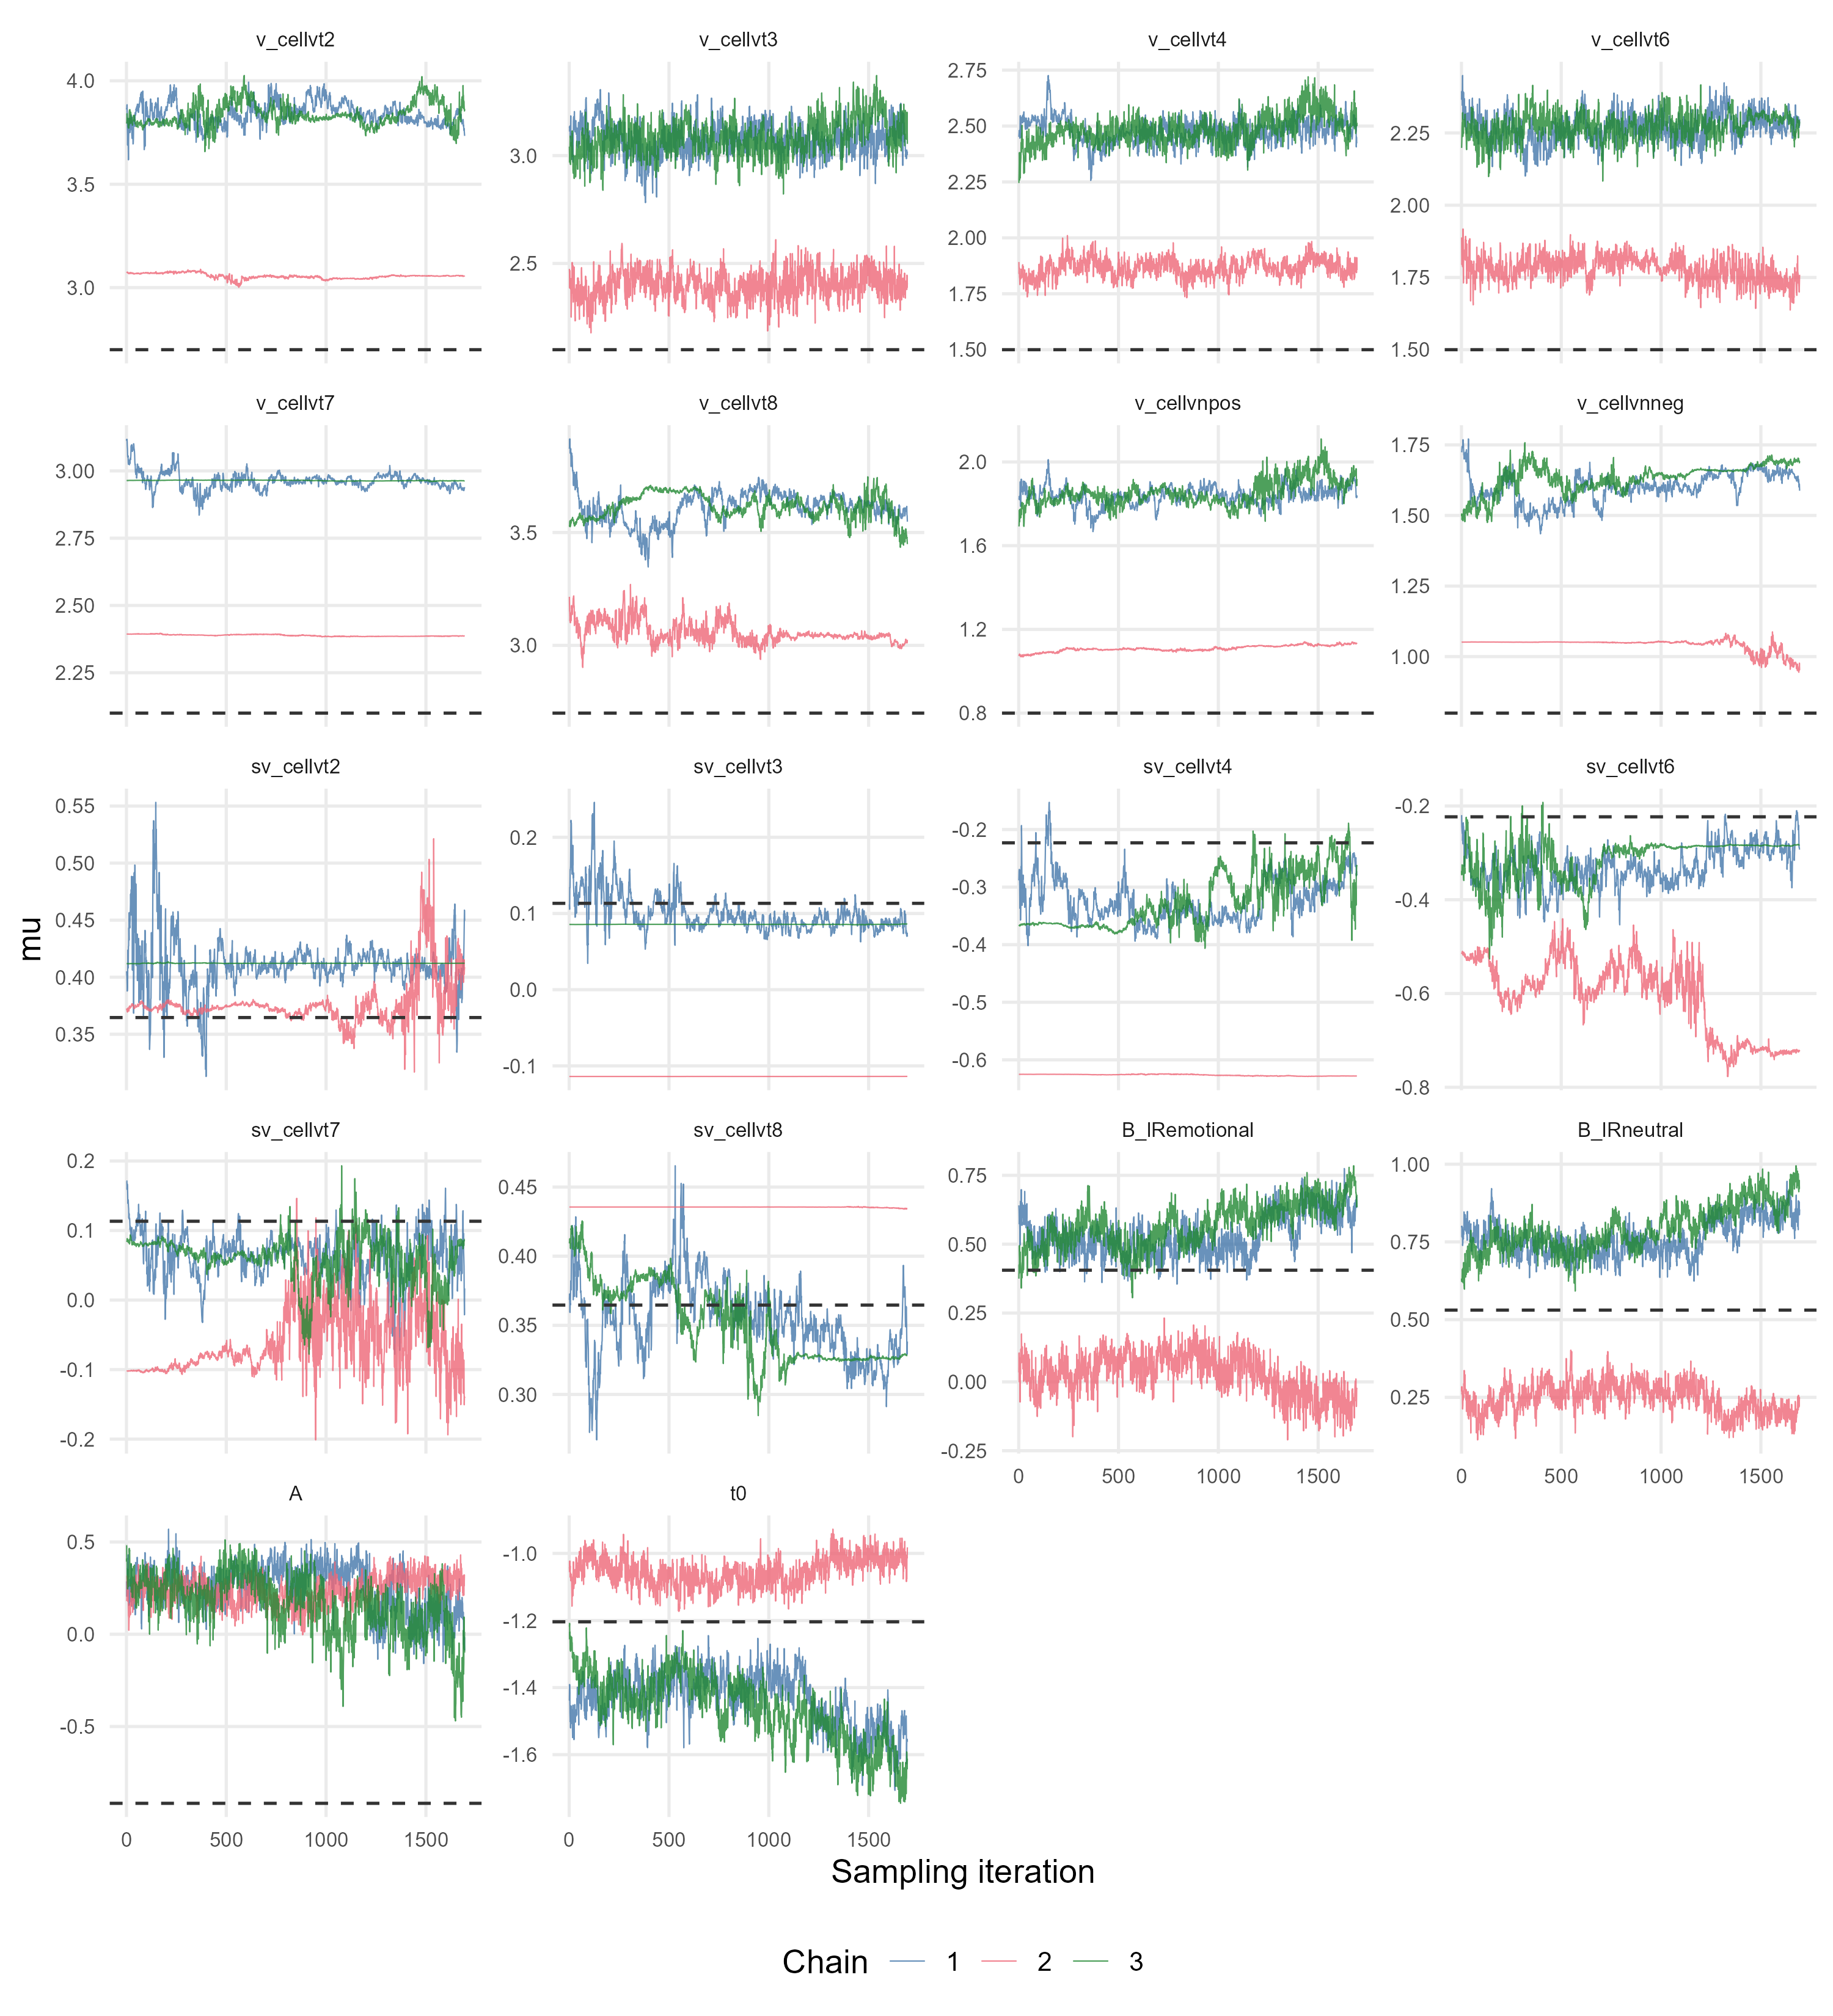 v_cellvt2 v_cellvt3 v_cellvt4 v_cellvt6
4.0 3.5 3.0
3.0 2.5
2.75 2.50 2.25 2.00 1.75 1.50
2.25 2.00 1.75 1.50
v_cellvt7 v_cellvt8 v_cellvnpos v_cellvnneg
3.00 2.75 2.50 2.25
3.5 3.0
2.0 1.6 1.2 0.8
1.75 1.50 1.25 1.00
sv_cellvt2 sv_cellvt3 sv_cellvt4 sv_cellvt6
0.55 0.50 0.45 0.40 0.35
0.2 0.1 0.0 -0.1
-0.2 -0.3 -0.4 -0.5 -0.6
-0.2 -0.4 -0.6 -0.8
mu
sv_cellvt7 sv_cellvt8 B_lRemotional B_lRneutral
0.2 0.1 0.0 -0.1 -0.2
0.45 0.40 0.35 0.30
0.75 0.50 0.25 0.00 -0.25
1.00 0.75 0.50 0.25
0 500 1000 1500 0 500 1000 1500
A t0
0.5 0.0 -0.5
-1.0 -1.2 -1.4 -1.6
0 500 1000 1500 0 500 1000 1500
Sampling iteration
Chain 1 2 3